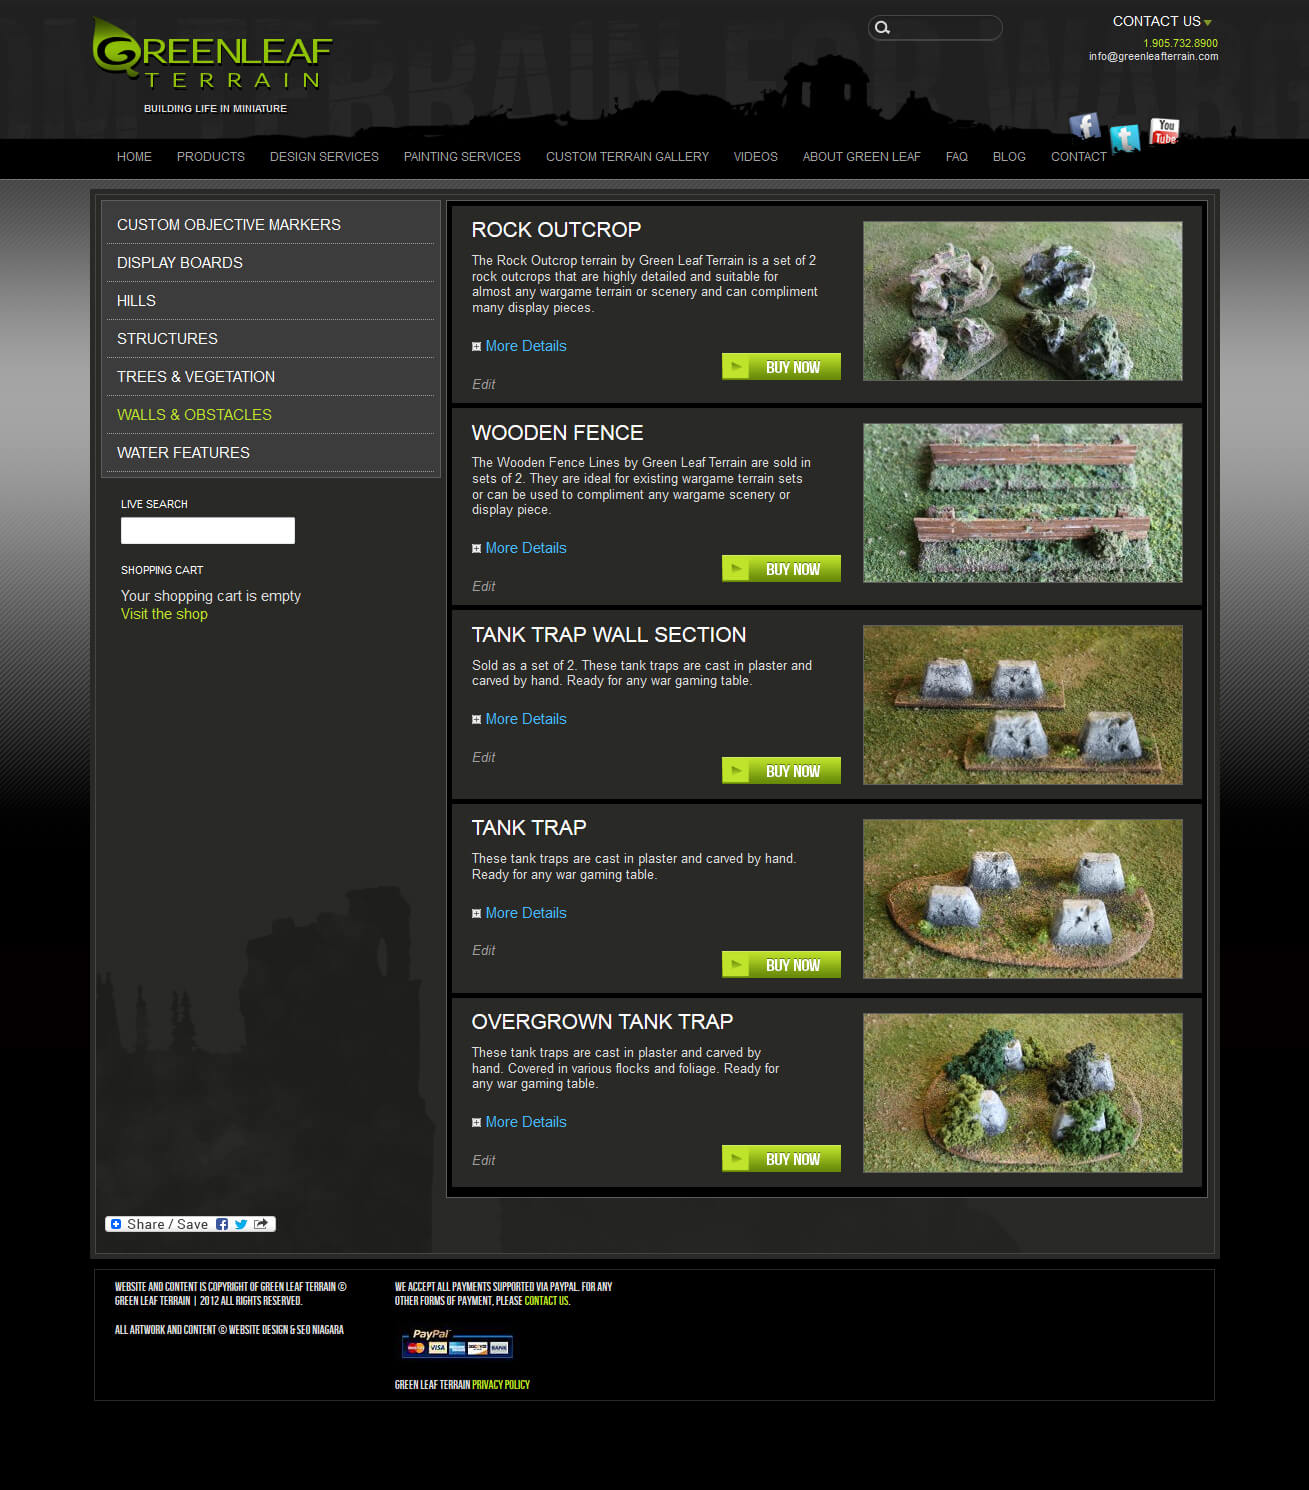 GREENLEAF
TERRAIN
BUILDING LIFE IN MINIATURE
CONTACT US
1.905.732.8900
info@greenleafterrain.com
You
Tube
HOME PRODUCTS DESIGN SERVICES PAINTING SERVICES CUSTOM TERRAIN GALLERY VIDEOS ABOUT GREEN LEAF FAQ BLOG CONTACT
CUSTOM OBJECTIVE MARKERS
DISPLAY BOARDS
HILLS
STRUCTURES
TREES & VEGETATION
WALLS & OBSTACLES
WATER FEATURES
LIVE SEARCH
SHOPPING CART
Your shopping cart is empty
Visit the shop
ROCK OUTCROP
The Rock Outcrop terrain by Green Leaf Terrain is a set of 2
rock outcrops that are highly detailed and suitable for
almost any wargame terrain or scenery and can compliment
many display pieces.
More Details
BUY NOW
Edit
WOODEN FENCE
The Wooden Fence Lines by Green Leaf Terrain are sold in
sets of 2. They are ideal for existing wargame terrain sets
or can be used to compliment any wargame scenery or
display piece.
More Details
BUY NOW
Edit
TANK TRAP WALL SECTION
Sold as a set of 2. These tank traps are cast in plaster and
carved by hand. Ready for any war gaming table.
More Details
Edit
BUY NOW
TANK TRAP
These tank traps are cast in plaster and carved by hand.
Ready for any war gaming table.
More Details
Edit
BUY NOW
OVERGROWN TANK TRAP
These tank traps are cast in plaster and carved by
hand. Covered in various flocks and foliage. Ready for
any war gaming table.
More Details
Edit
BUY NOW
Share / Save
WEBSITE AND CONTENT IS COPYRIGHT OF GREEN LEAF TERRAIN ©
GREEN LEAF TERRAIN | 2012 ALL RIGHTS RESERVED.
ALL ARTWORK AND CONTENT © WEBSITE DESIGN & SEO NIAGARA
WE ACCEPT ALL PAYMENTS SUPPORTED VIA PAYPAL. FOR ANY
OTHER FORMS OF PAYMENT, PLEASE CONTACT US.
PayPal
VISA
BANK
GREEN LEAF TERRAIN PRIVACY POLICY